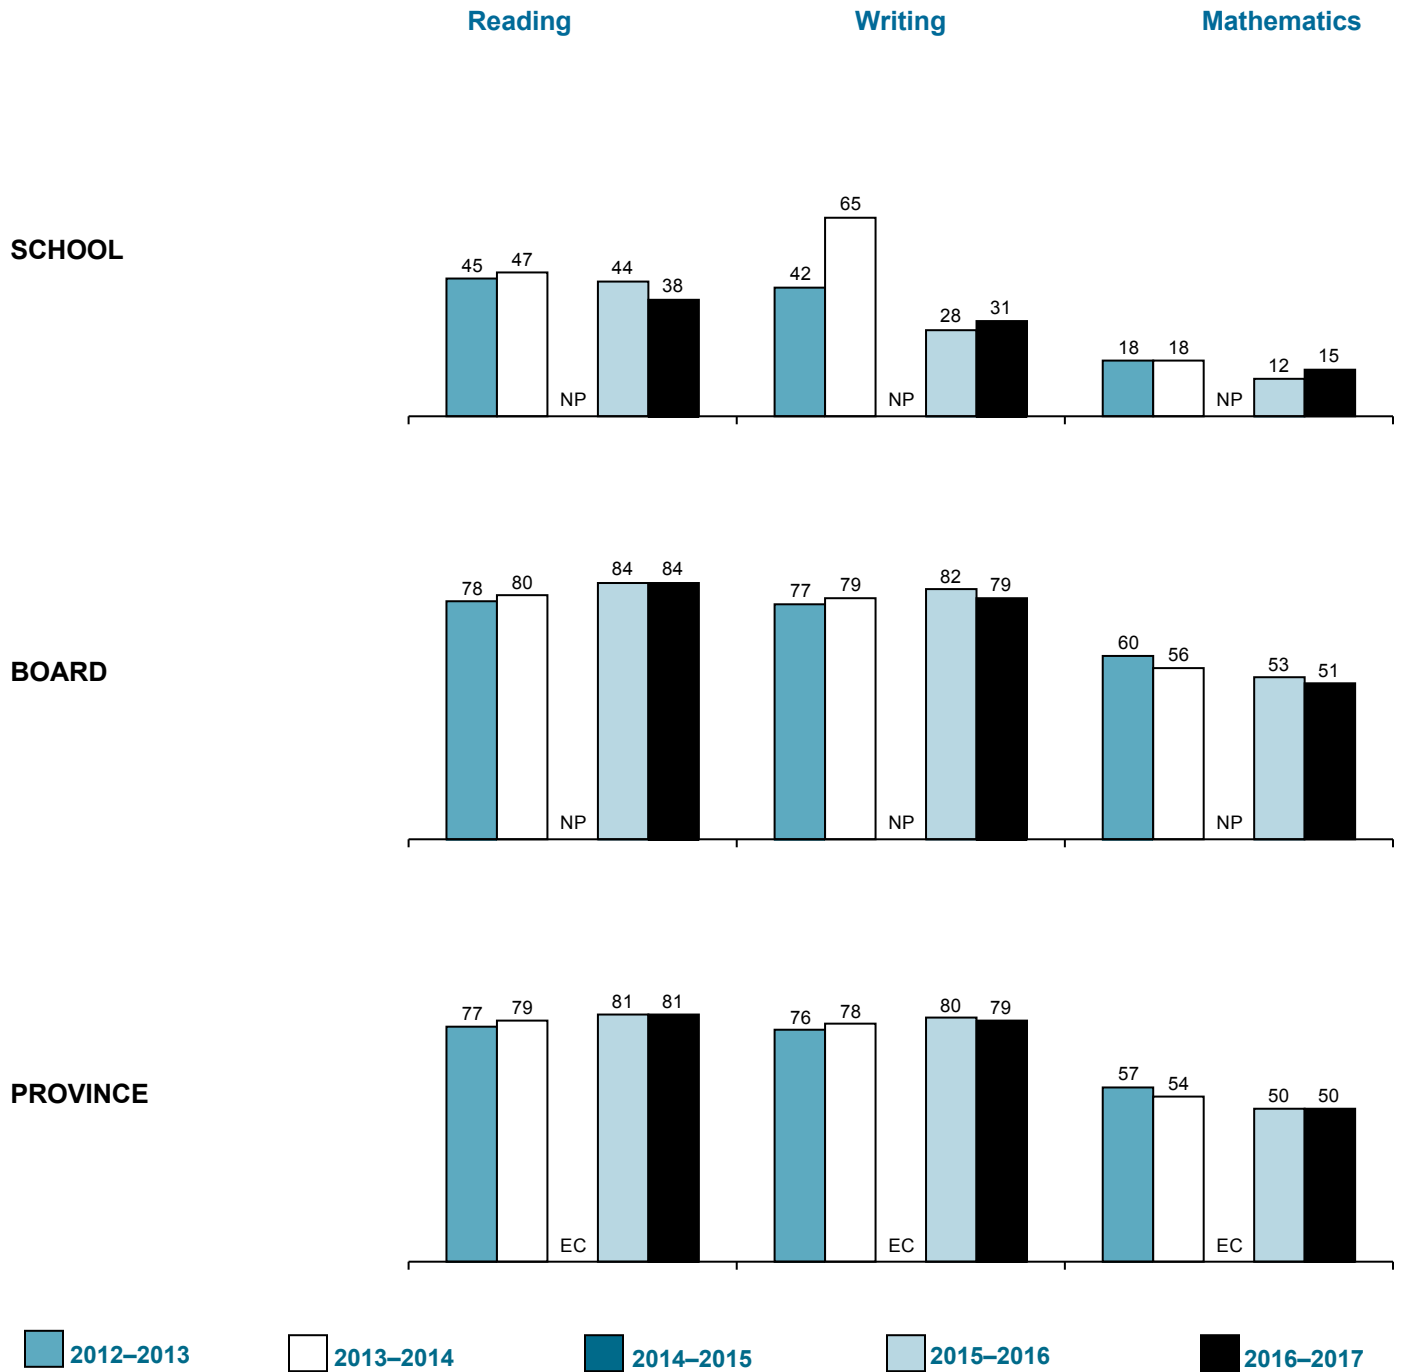 Reading Writing Mathematics
SCHOOL
45 47 NP 44 38 42 65 NP 28 31 18 18 NP 12 15
BOARD
78 80 NP 84 84 77 79 NP 82 79 60 56 NP 53 51
PROVINCE
77 79 EC 81 81 76 78 EC 80 79 57 54 EC 50 50
2012–2013 2013–2014 2014–2015 2015–2016 2016–2017